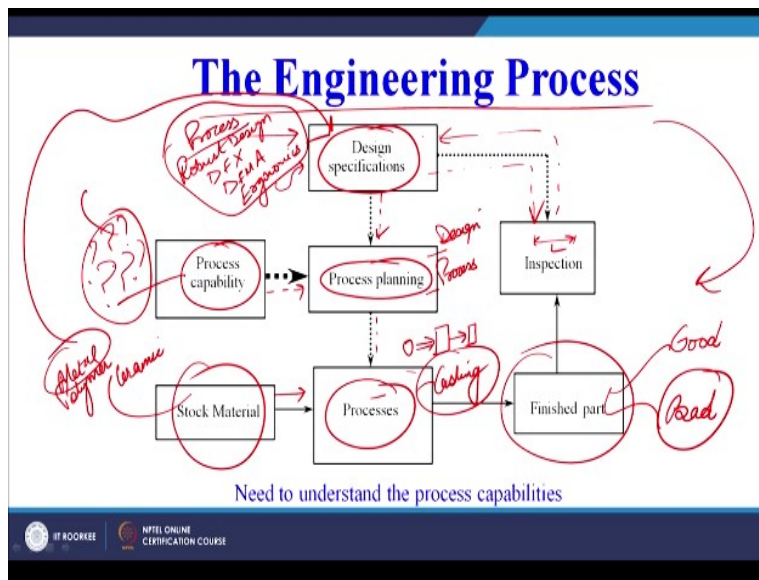 The Engineering Process
Process
Robust Design
DFX
DFMA
Ergonomics
Design
specifications
???
???
Process
capability
Process planning
Design
Process
L
Inspection
Metal
Polymer
Ceramic
Stock Material
Processes
Casting
Finished part
Good
Bad
Need to understand the process capabilities
IIT ROORKEE
NPTEL ONLINE
CERTIFICATION COURSE